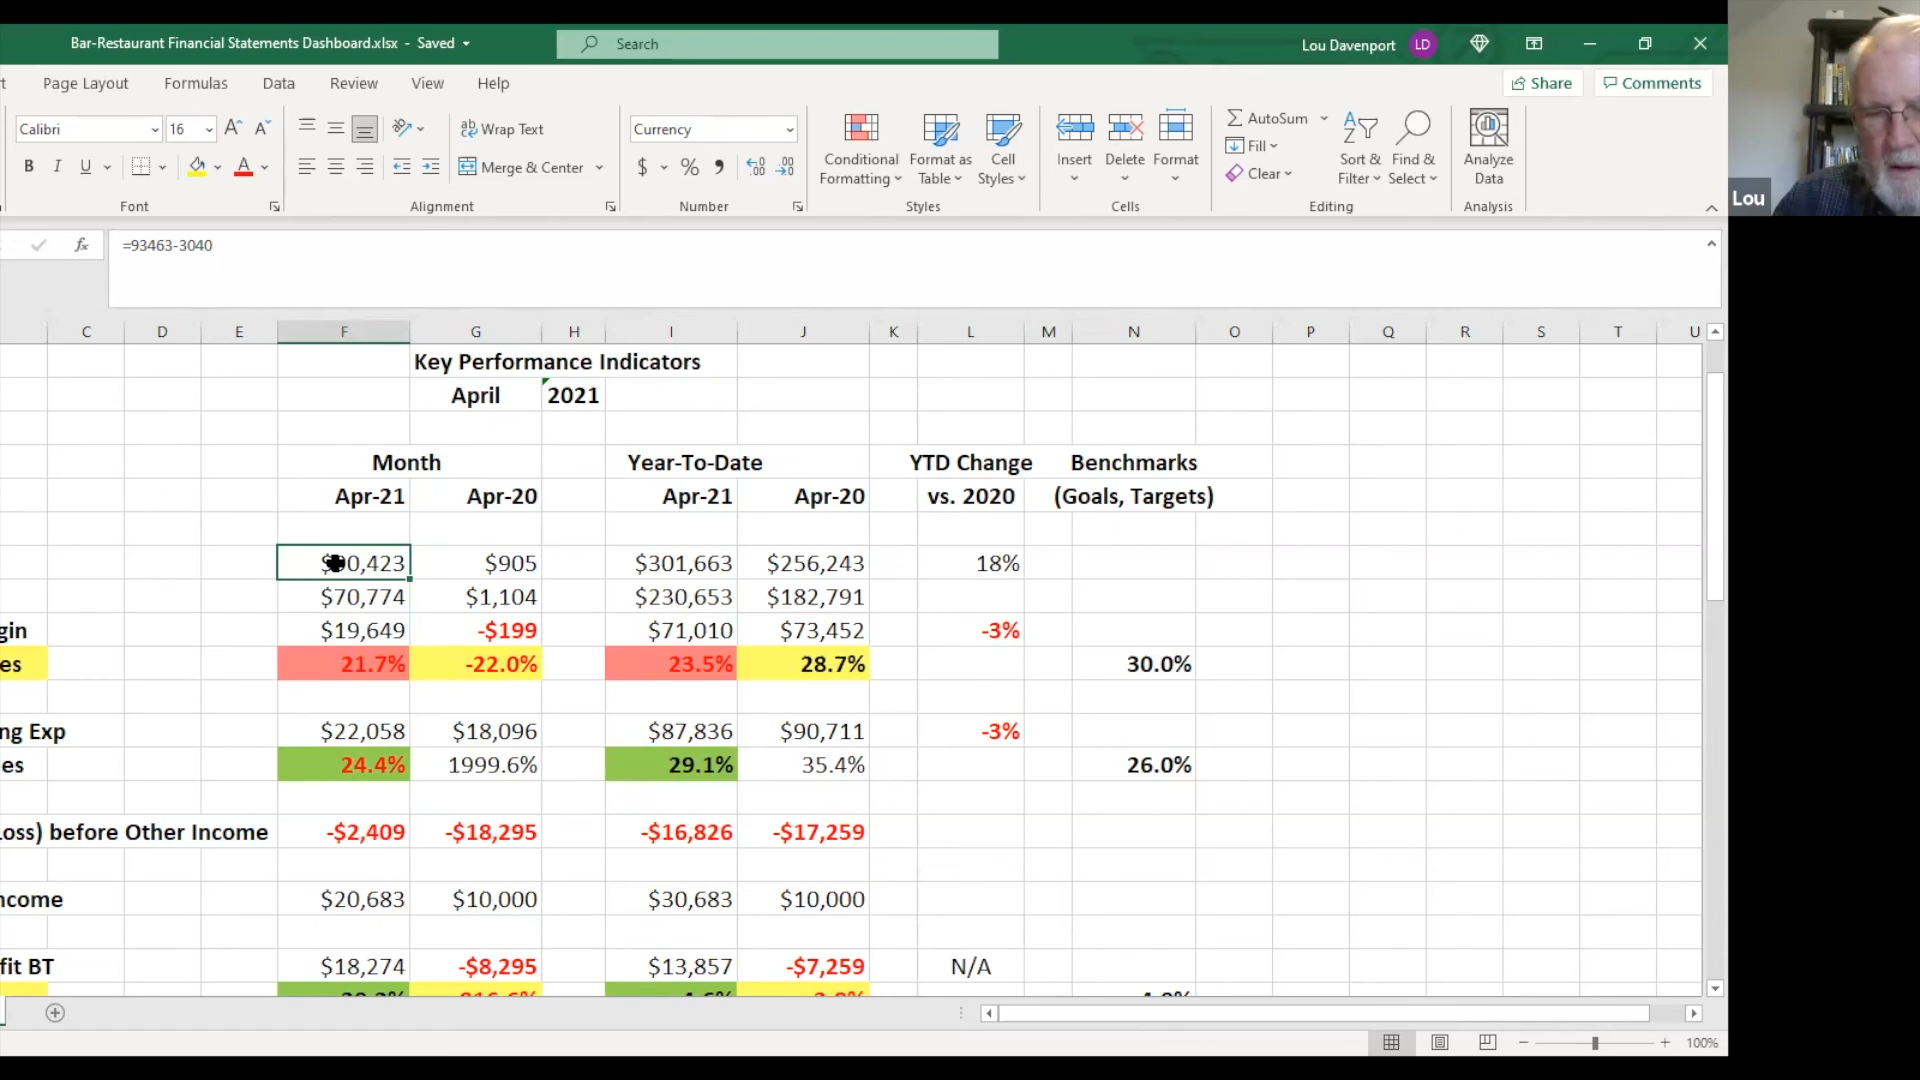 Bar-Restaurant Financial Statements Dashboard.xlsx - Saved
Search
Lou Davenport LD
Page Layout Formulas Data Review View Help
Share Comments
Calibri 16 Wrap Text Currency
AutoSum
Fill
Clear
B I U Merge & Center $ %
Conditional Formatting
Format as Table
Cell Styles
Insert Delete Format
Sort & Filter
Find & Select
Analyze Data
Font Alignment Number Styles Cells Editing Analysis
Lou
fx =93463-3040
C D E F G H I J K L M N O P Q R S T U
Key Performance Indicators
April 2021
Month Year-To-Date YTD Change Benchmarks
Apr-21 Apr-20 Apr-21 Apr-20 vs. 2020 (Goals, Targets)
$905 $301,663 $256,243 18%
$70,774 $1,104 $230,653 $182,791
gin $19,649 -$199 $71,010 $73,452 -3%
es 21.7% -22.0% 23.5% 28.7% 30.0%
ng Exp $22,058 $18,096 $87,836 $90,711 -3%
es 24.4% 1999.6% 29.1% 35.4% 26.0%
oss) before Other Income -$2,409 -$18,295 -$16,826 -$17,259
ncome $20,683 $10,000 $30,683 $10,000
fit BT $18,274 -$8,295 $13,857 -$7,259 N/A
100%